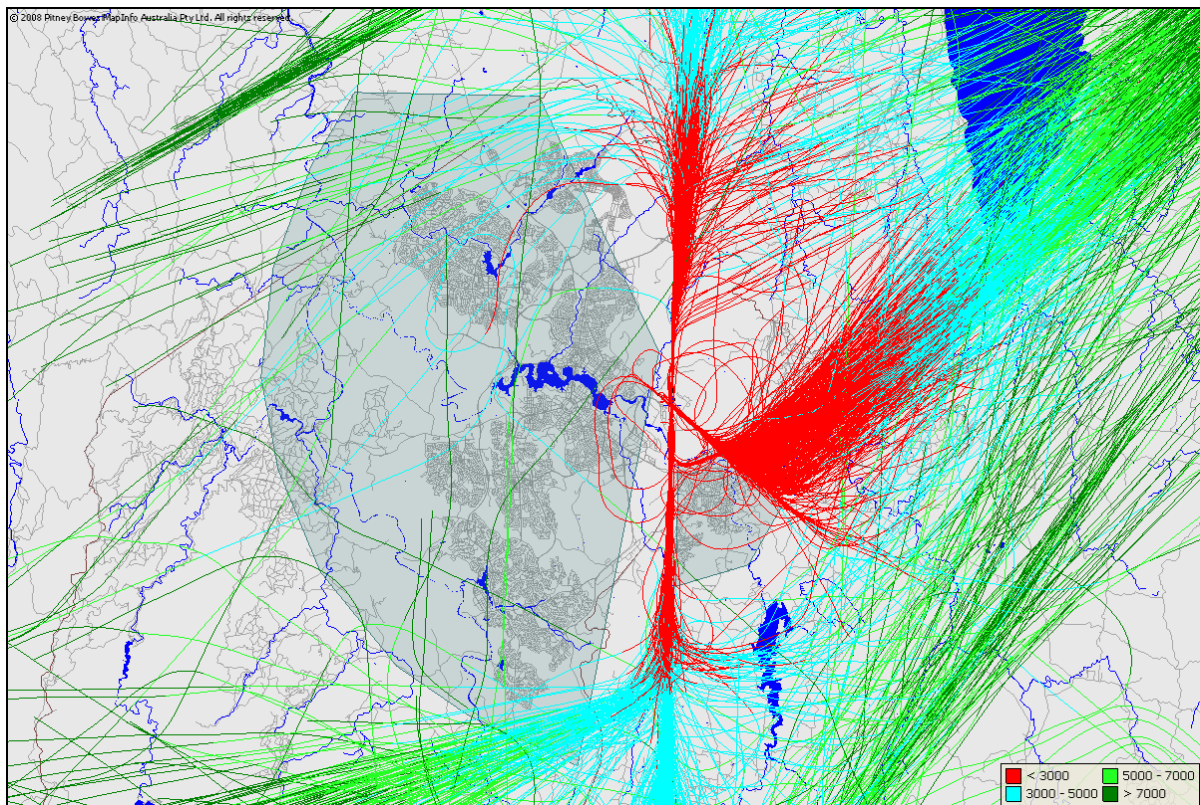 © 2008 Pitney Bowes MapInfo Australia Pty Ltd. All rights reserved.
< 3000 5000 - 7000
3000 - 5000 > 7000